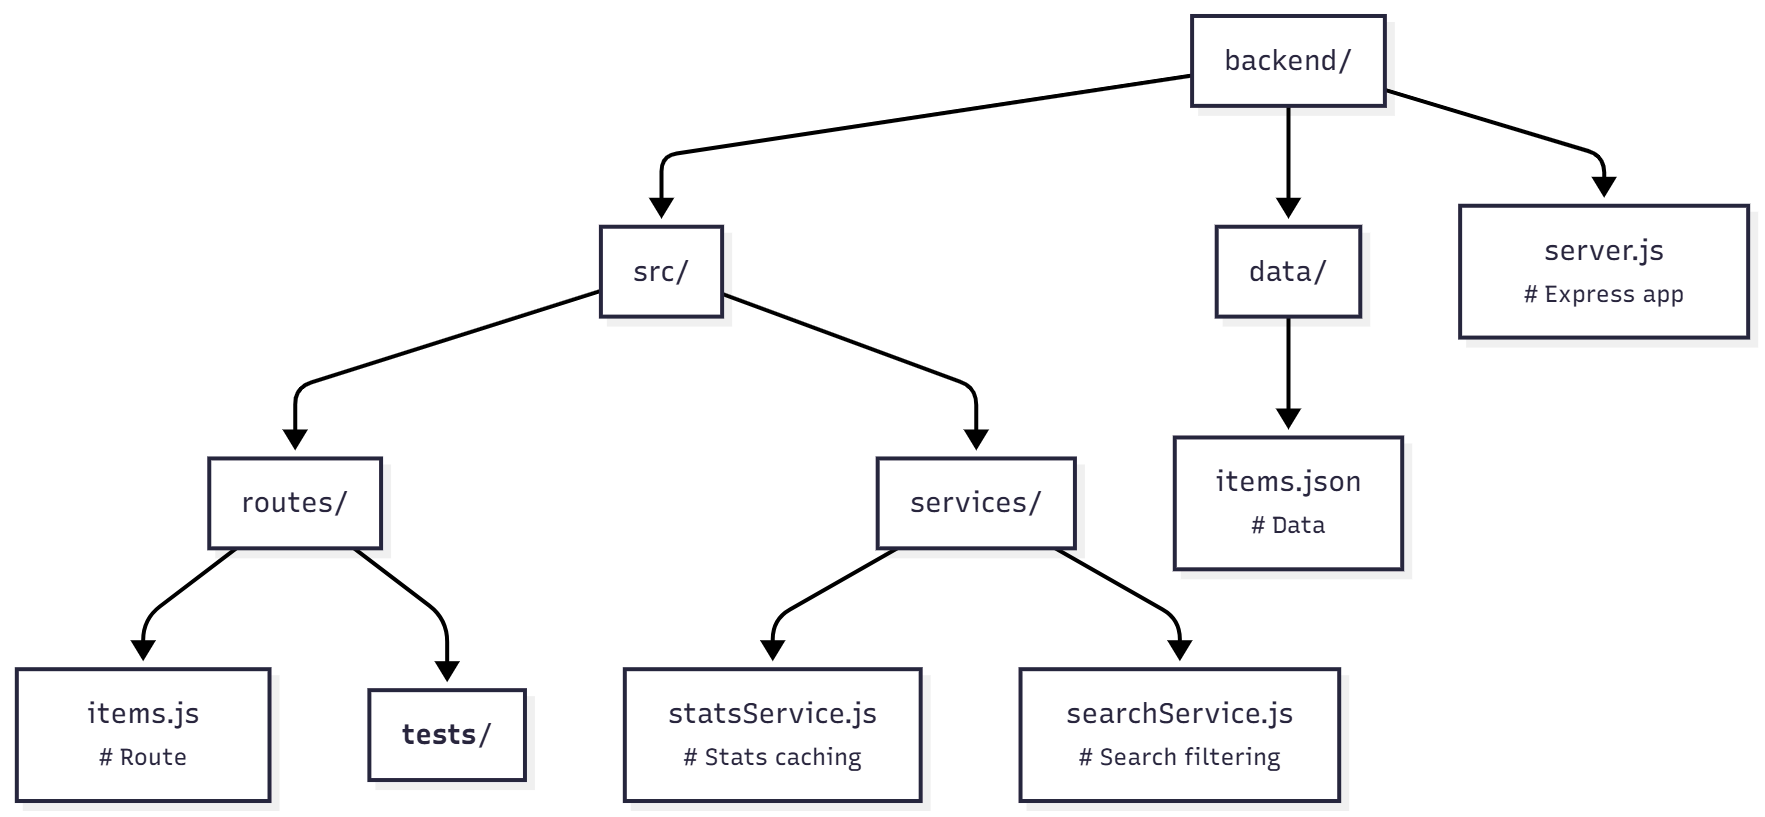 backend/
src/
data/
server.js
# Express app
routes/
services/
items.json
# Data
items.js
# Route
tests/
statsService.js
# Stats caching
searchService.js
# Search filtering